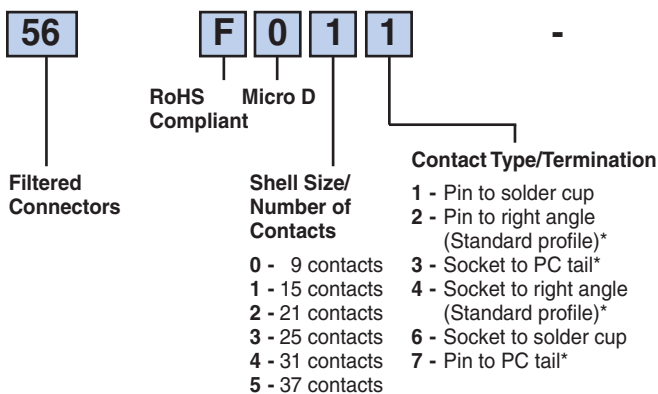 56 F 0 1 1 -
RoHS Compliant
Micro D
Filtered Connectors
Shell Size/
Number of
Contacts
0 - 9 contacts
1 - 15 contacts
2 - 21 contacts
3 - 25 contacts
4 - 31 contacts
5 - 37 contacts
Contact Type/Termination
1 - Pin to solder cup
2 - Pin to right angle
(Standard profile)*
3 - Socket to PC tail*
4 - Socket to right angle
(Standard profile)*
6 - Socket to solder cup
7 - Pin to PC tail*